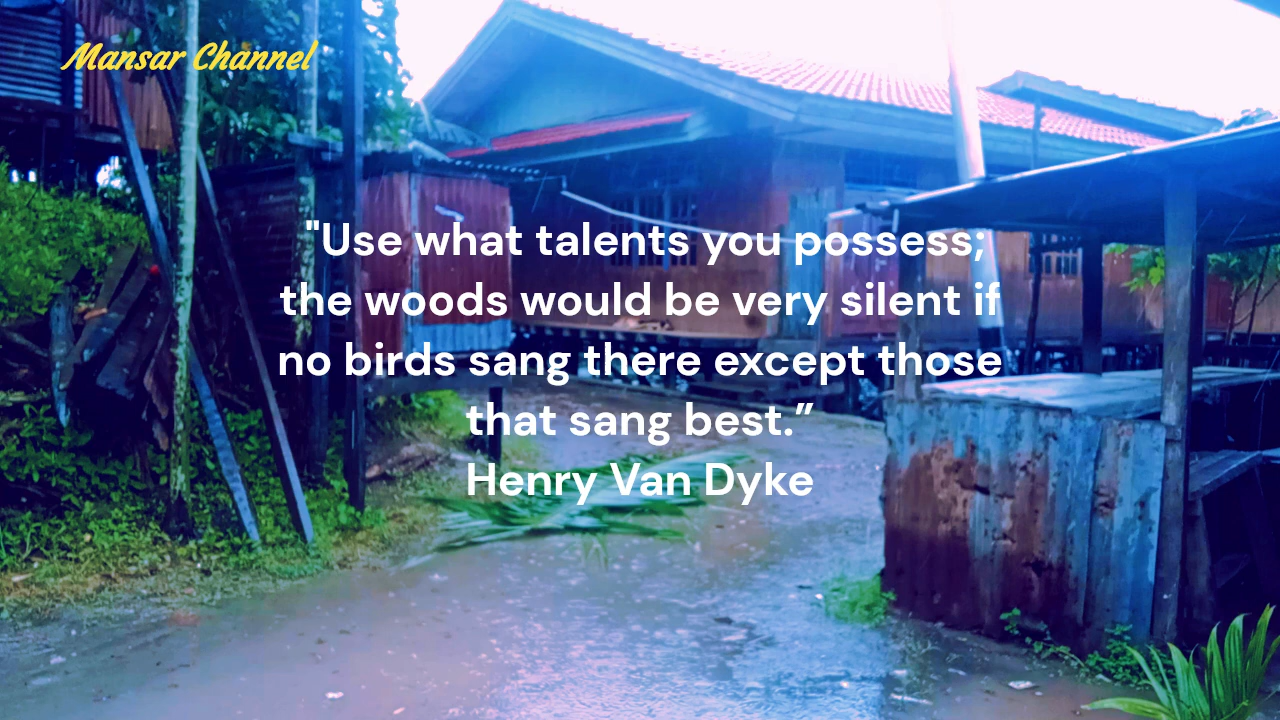 Mansar Channel
"Use what talents you possess;
the woods would be very silent if
no birds sang there except those
that sang best.”
Henry Van Dyke